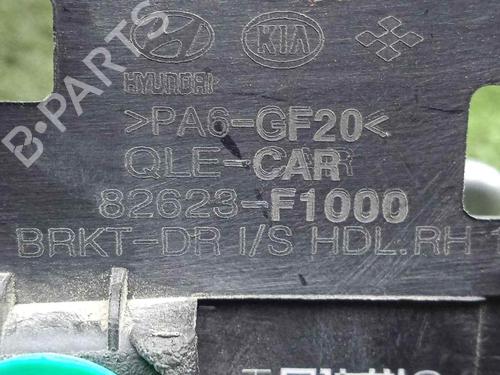 B-PARTS
KIA
HYUNDAI
>PA6-GF20<
QLE-CAR
82623-F1000
BRKT-DR I/S HDL.RH